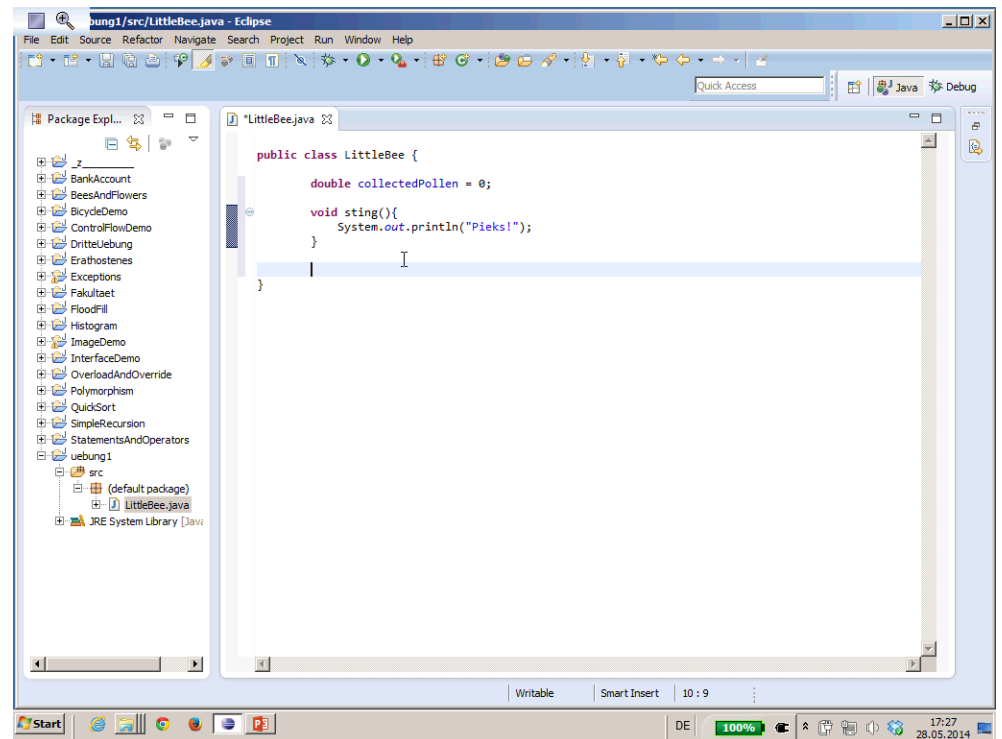 bung1/src/LittleBee.java - Eclipse
File Edit Source Refactor Navigate Search Project Run Window Help
Quick Access
Java
Debug
Package Expl...
*LittleBee.java
_z________
BankAccount
BeesAndFlowers
BicycleDemo
ControlFlowDemo
DritteUebung
Erathostenes
Exceptions
Fakultaet
FloodFill
Histogram
ImageDemo
InterfaceDemo
OverloadAndOverride
Polymorphism
QuickSort
SimpleRecursion
StatementsAndOperators
uebung1
src
(default package)
LittleBee.java
JRE System Library [Java
public class LittleBee {
double collectedPollen = 0;
void sting(){
System.out.println("Pieks!");
}
}
Writable
Smart Insert
10 : 9
Start
DE
100%
17:27
28.05.2014